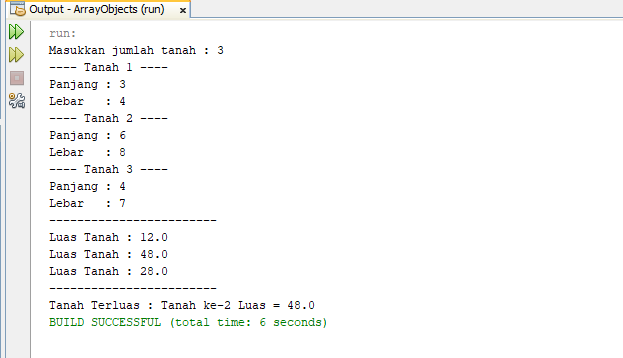 Output - ArrayObjects (run) x
run:
Masukkan jumlah tanah : 3
---- Tanah 1 ----
Panjang : 3
Lebar   : 4
---- Tanah 2 ----
Panjang : 6
Lebar   : 8
---- Tanah 3 ----
Panjang : 4
Lebar   : 7
------------------------
Luas Tanah : 12.0
Luas Tanah : 48.0
Luas Tanah : 28.0
------------------------
Tanah Terluas : Tanah ke-2 Luas = 48.0
BUILD SUCCESSFUL (total time: 6 seconds)